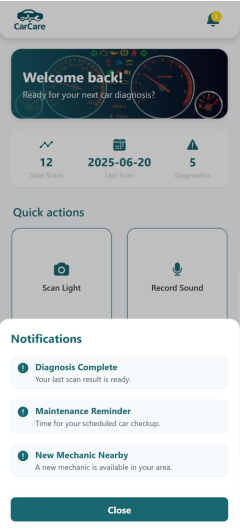 CarCare
Welcome back!
Ready for your next car diagnosis?
12
Total Scans
2025-06-20
Last Scan
5
Diagnostics
Quick actions
Scan Light
Record Sound
Notifications
Diagnosis Complete
Your last scan result is ready.
Maintenance Reminder
Time for your scheduled car checkup.
New Mechanic Nearby
A new mechanic is available in your area.
Close